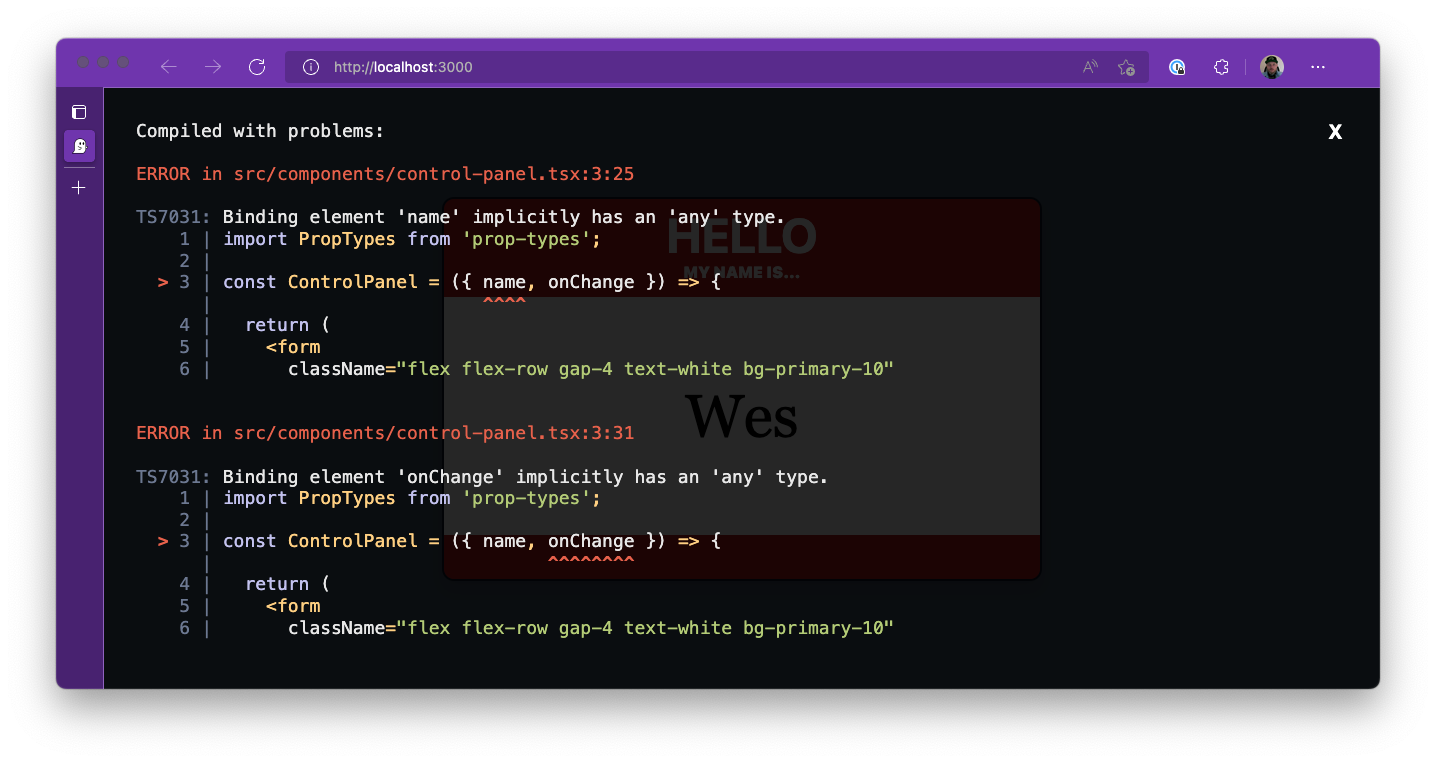 http://localhost:3000
Compiled with problems:
X
ERROR in src/components/control-panel.tsx:3:25
TS7031: Binding element 'name' implicitly has an 'any' type.
1 | import PropTypes from 'prop-types';
2 |
> 3 | const ControlPanel = ({ name, onChange }) => {
| ^^^^
4 | return (
5 | <form
6 | className="flex flex-row gap-4 text-white bg-primary-10"
HELLO
MY NAME IS...
Wes
ERROR in src/components/control-panel.tsx:3:31
TS7031: Binding element 'onChange' implicitly has an 'any' type.
1 | import PropTypes from 'prop-types';
2 |
> 3 | const ControlPanel = ({ name, onChange }) => {
| ^^^^^^^^
4 | return (
5 | <form
6 | className="flex flex-row gap-4 text-white bg-primary-10"